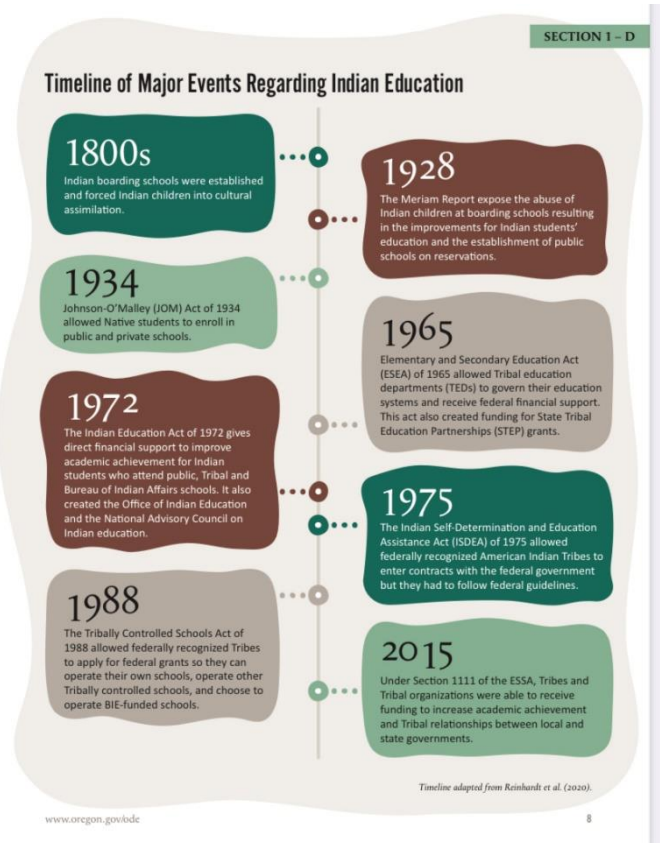 SECTION 1 – D
Timeline of Major Events Regarding Indian Education
1800s
Indian boarding schools were established
and forced Indian children into cultural
assimilation.
1928
The Meriam Report expose the abuse of
Indian children at boarding schools resulting
in the improvements for Indian students'
education and the establishment of public
schools on reservations.
1934
Johnson-O'Malley (JOM) Act of 1934
allowed Native students to enroll in
public and private schools.
1965
Elementary and Secondary Education Act
(ESEA) of 1965 allowed Tribal education
departments (TEDs) to govern their education
systems and receive federal financial support.
This act also created funding for State Tribal
Education Partnerships (STEP) grants.
1972
The Indian Education Act of 1972 gives
direct financial support to improve
academic achievement for Indian
students who attend public, Tribal and
Bureau of Indian Affairs schools. It also
created the Office of Indian Education
and the National Advisory Council on
Indian education.
1975
The Indian Self-Determination and Education
Assistance Act (ISDEA) of 1975 allowed
federally recognized American Indian Tribes to
enter contracts with the federal government
but they had to follow federal guidelines.
1988
The Tribally Controlled Schools Act of
1988 allowed federally recognized Tribes
to apply for federal grants so they can
operate their own schools, operate other
Tribally controlled schools, and choose to
operate BIE-funded schools.
2015
Under Section 1111 of the ESSA, Tribes and
Tribal organizations were able to receive
funding to increase academic achievement
and Tribal relationships between local and
state governments.
Timeline adapted from Reinhardt et al. (2020).
www.oregon.gov/ode
8